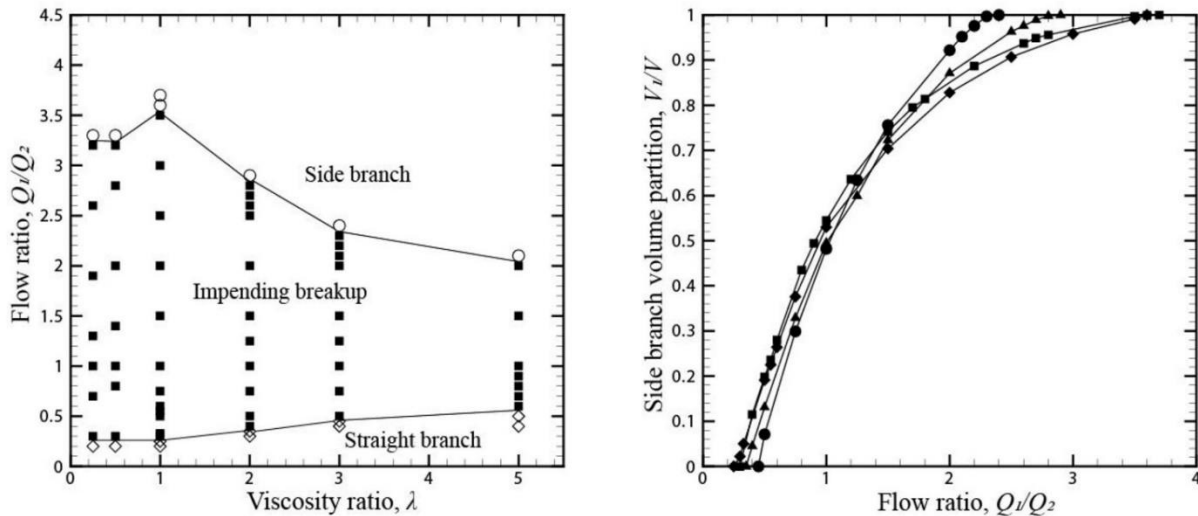 4.5
4
3.5
3
2.5
2
1.5
1
0.5
0
Flow ratio, Q₁/Q₂
Side branch
Impending breakup
Straight branch
0 1 2 3 4 5
Viscosity ratio, λ
1
0.9
0.8
0.7
0.6
0.5
0.4
0.3
0.2
0.1
0
Side branch volume partition, V₁/V
0 1 2 3 4
Flow ratio, Q₁/Q₂